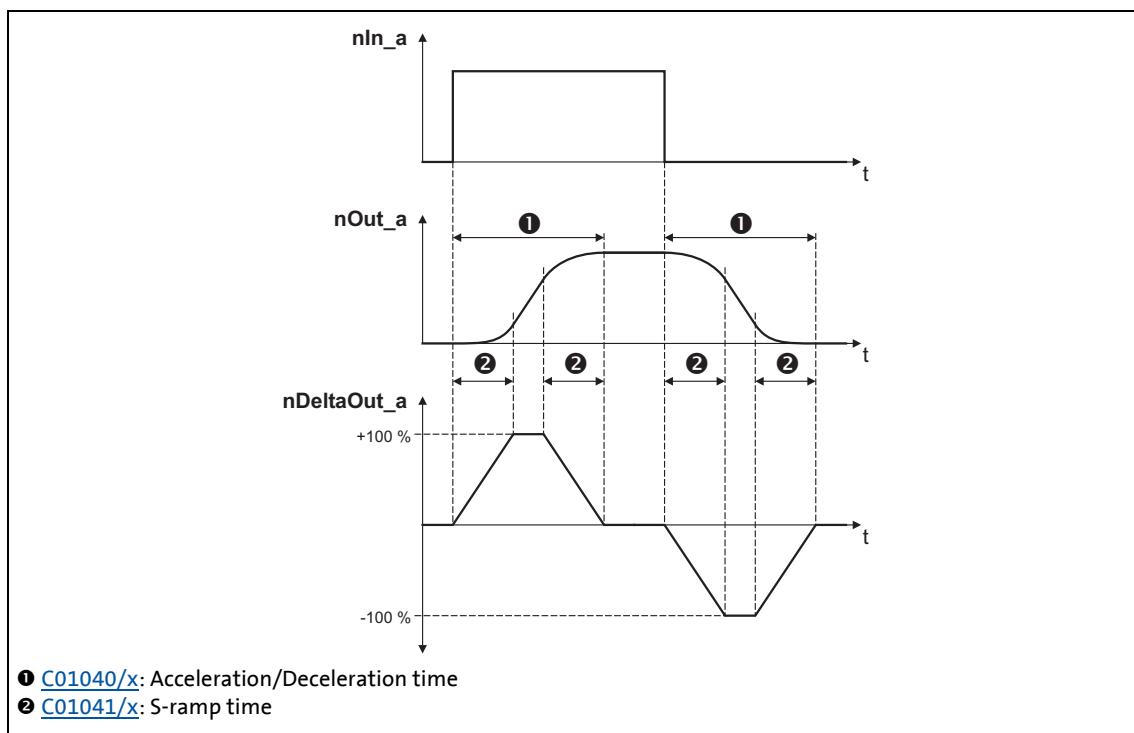 nIn_a
t
nOut_a
❶ ❶
t
❷ ❷ ❷ ❷
nDeltaOut_a
+100 %
t
-100 %
❶ C01040/x: Acceleration/Deceleration time
❷ C01041/x: S-ramp time